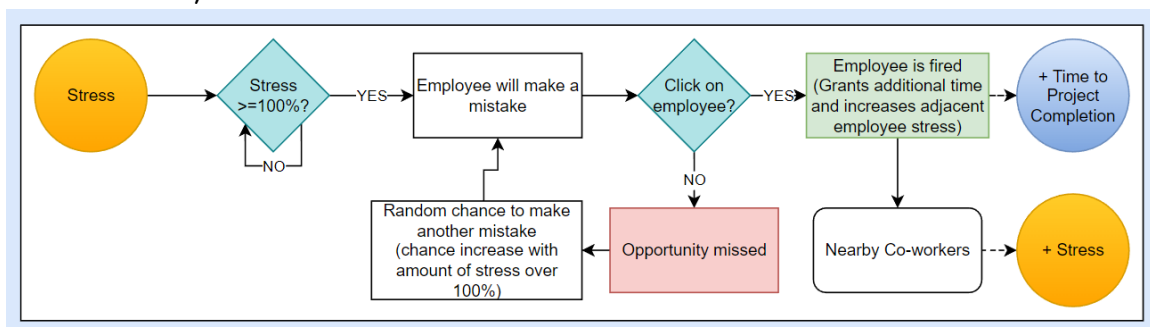 Stress
Stress
>=100%?
YES
NO
Employee will make a
mistake
Click on
employee?
YES
NO
Employee is fired
(Grants additional time
and increases adjacent
employee stress)
+ Time to
Project
Completion
Random chance to make
another mistake
(chance increase with
amount of stress over
100%)
Opportunity missed
Nearby Co-workers
+ Stress